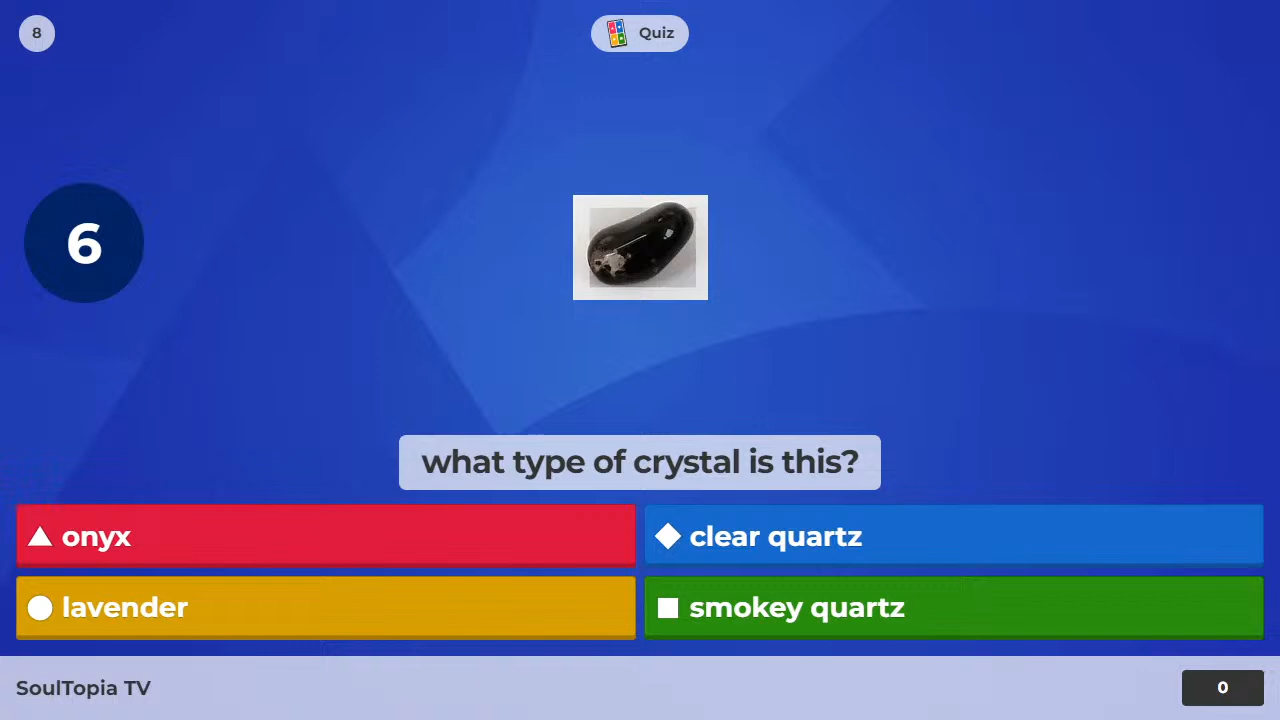 8
Quiz
6
what type of crystal is this?
onyx
clear quartz
lavender
smokey quartz
SoulTopia TV
0